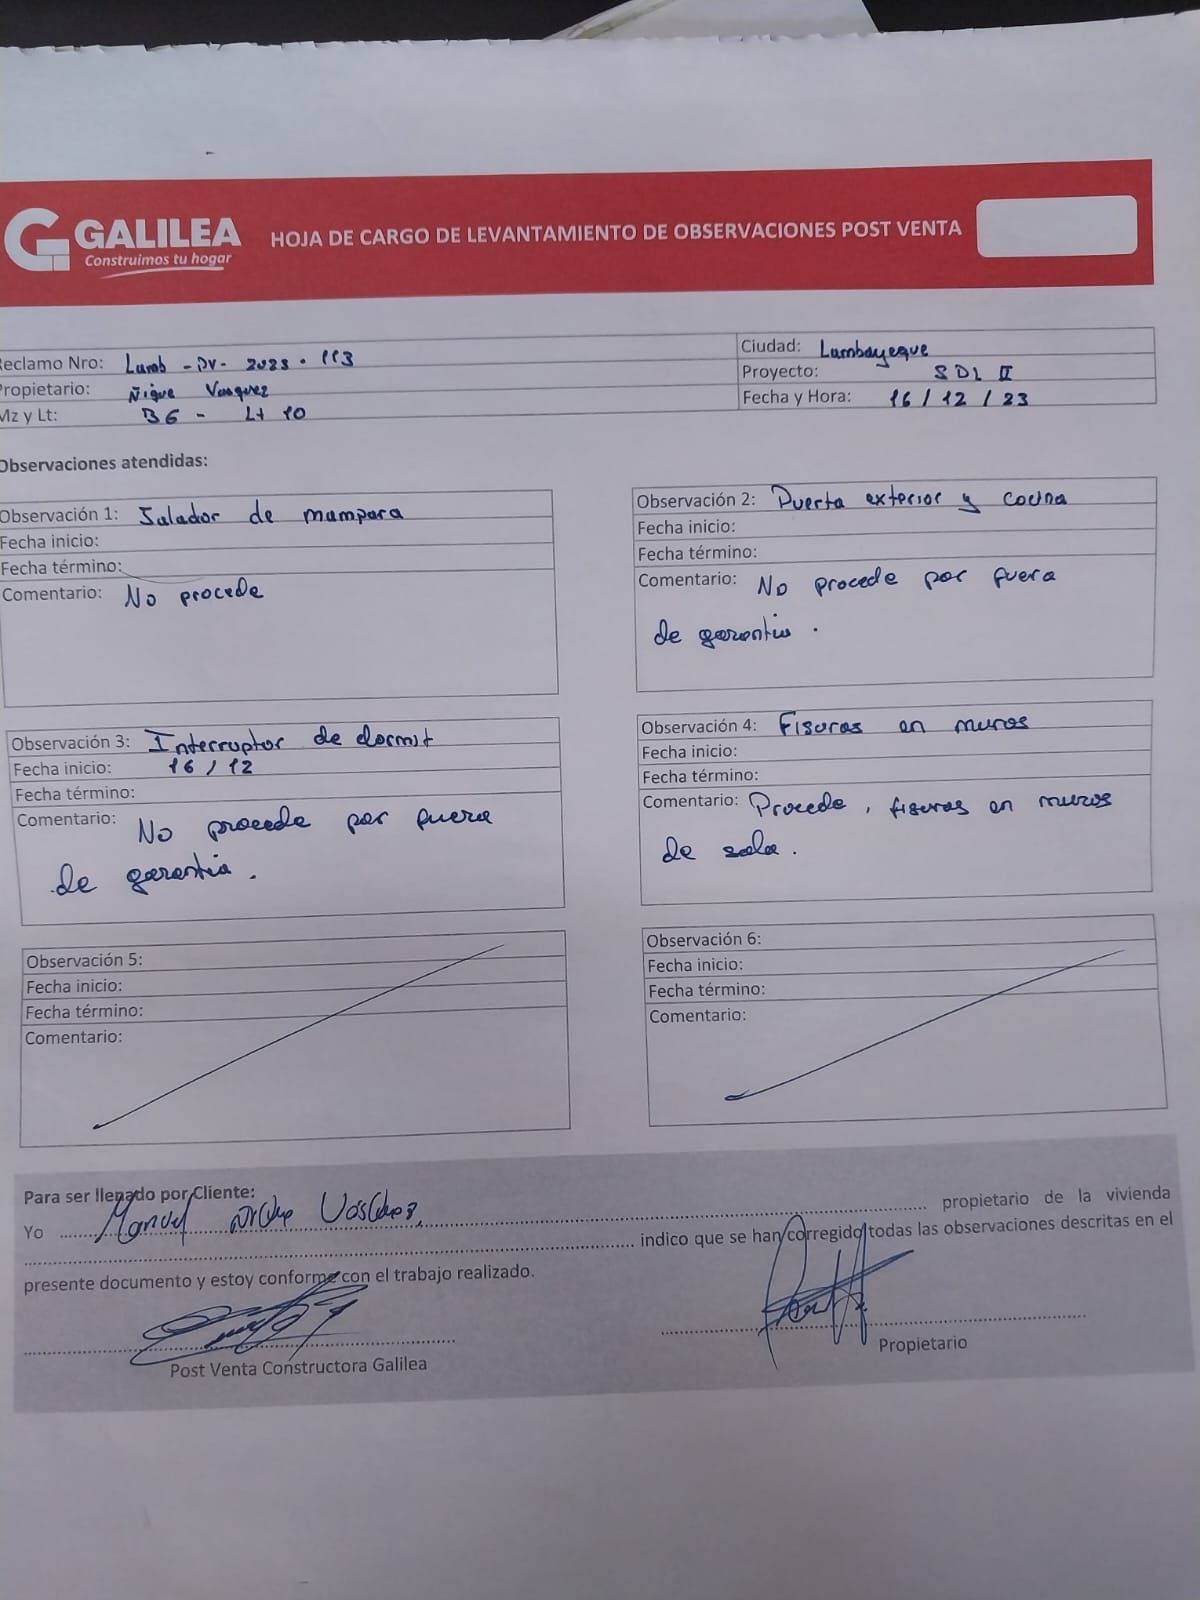 GALILEA
Construimos tu hogar
HOJA DE CARGO DE LEVANTAMIENTO DE OBSERVACIONES POST VENTA
Reclamo Nro: Lamb - PV- 2023 - 113
Propietario: Ñique Vasquez
Mz y Lt: B6 - Lt 10
Ciudad: Lambayeque
Proyecto: SDL II
Fecha y Hora: 16 / 12 / 23
Observaciones atendidas:
Observación 1: Jalador de mampara
Fecha inicio:
Fecha término:
Comentario: No procede
Observación 2: Puerta exterior y cocina
Fecha inicio:
Fecha término:
Comentario: No procede por fuera
de garantia .
Observación 3: Interruptor de dormit
Fecha inicio: 16 / 12
Fecha término:
Comentario: No procede por fuera
de garantia .
Observación 4: Fisuras en muros
Fecha inicio:
Fecha término:
Comentario: Procede , fisuras en muros
de sala .
Observación 5:
Fecha inicio:
Fecha término:
Comentario:
Observación 6:
Fecha inicio:
Fecha término:
Comentario:
Para ser llenado por Cliente:
Yo Manuel Ñique Vasquez, propietario de la vivienda
indico que se han corregido todas las observaciones descritas en el
presente documento y estoy conforme con el trabajo realizado.
Post Venta Constructora Galilea
Propietario